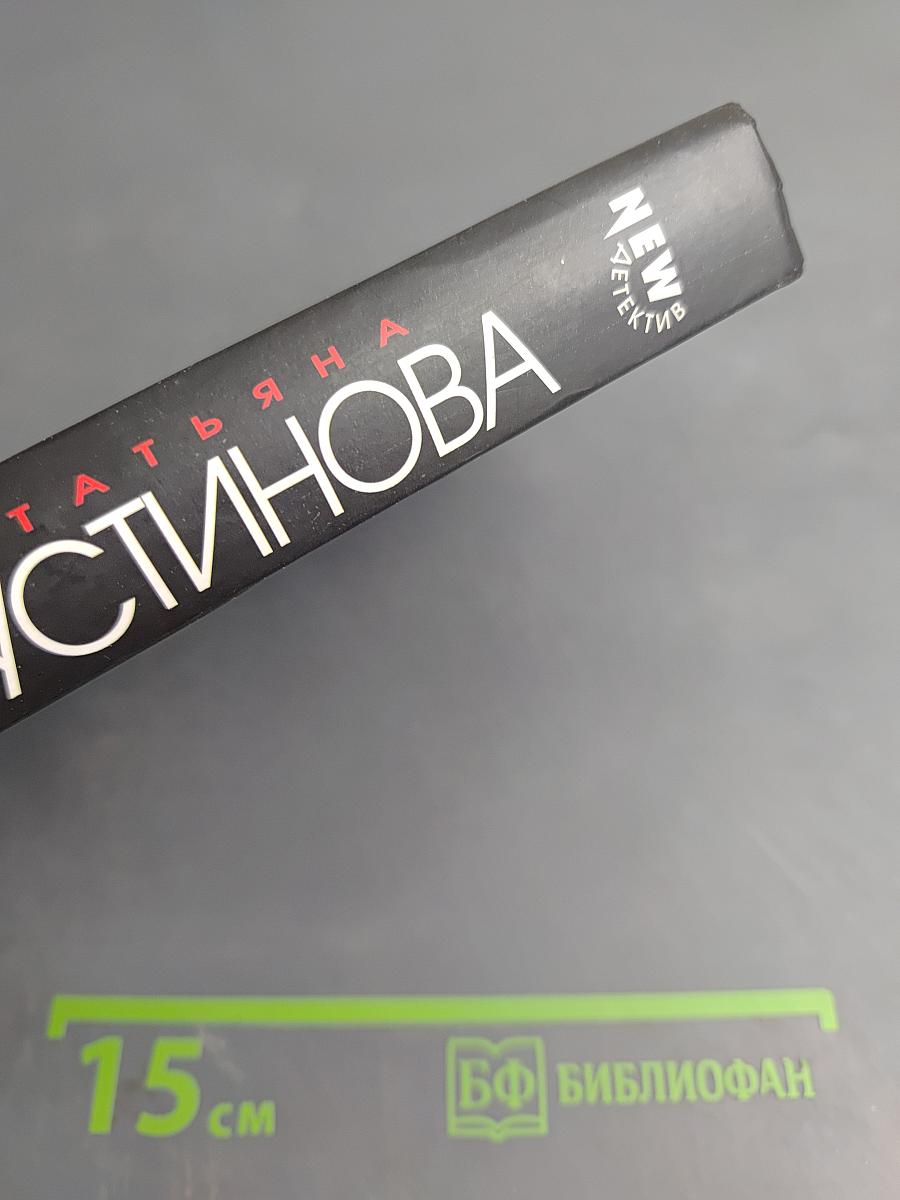 NEW
ДЕТЕКТИВ
ТАТЬЯНА
УСТИНОВА
15 см
БФ БИБЛИОФАН